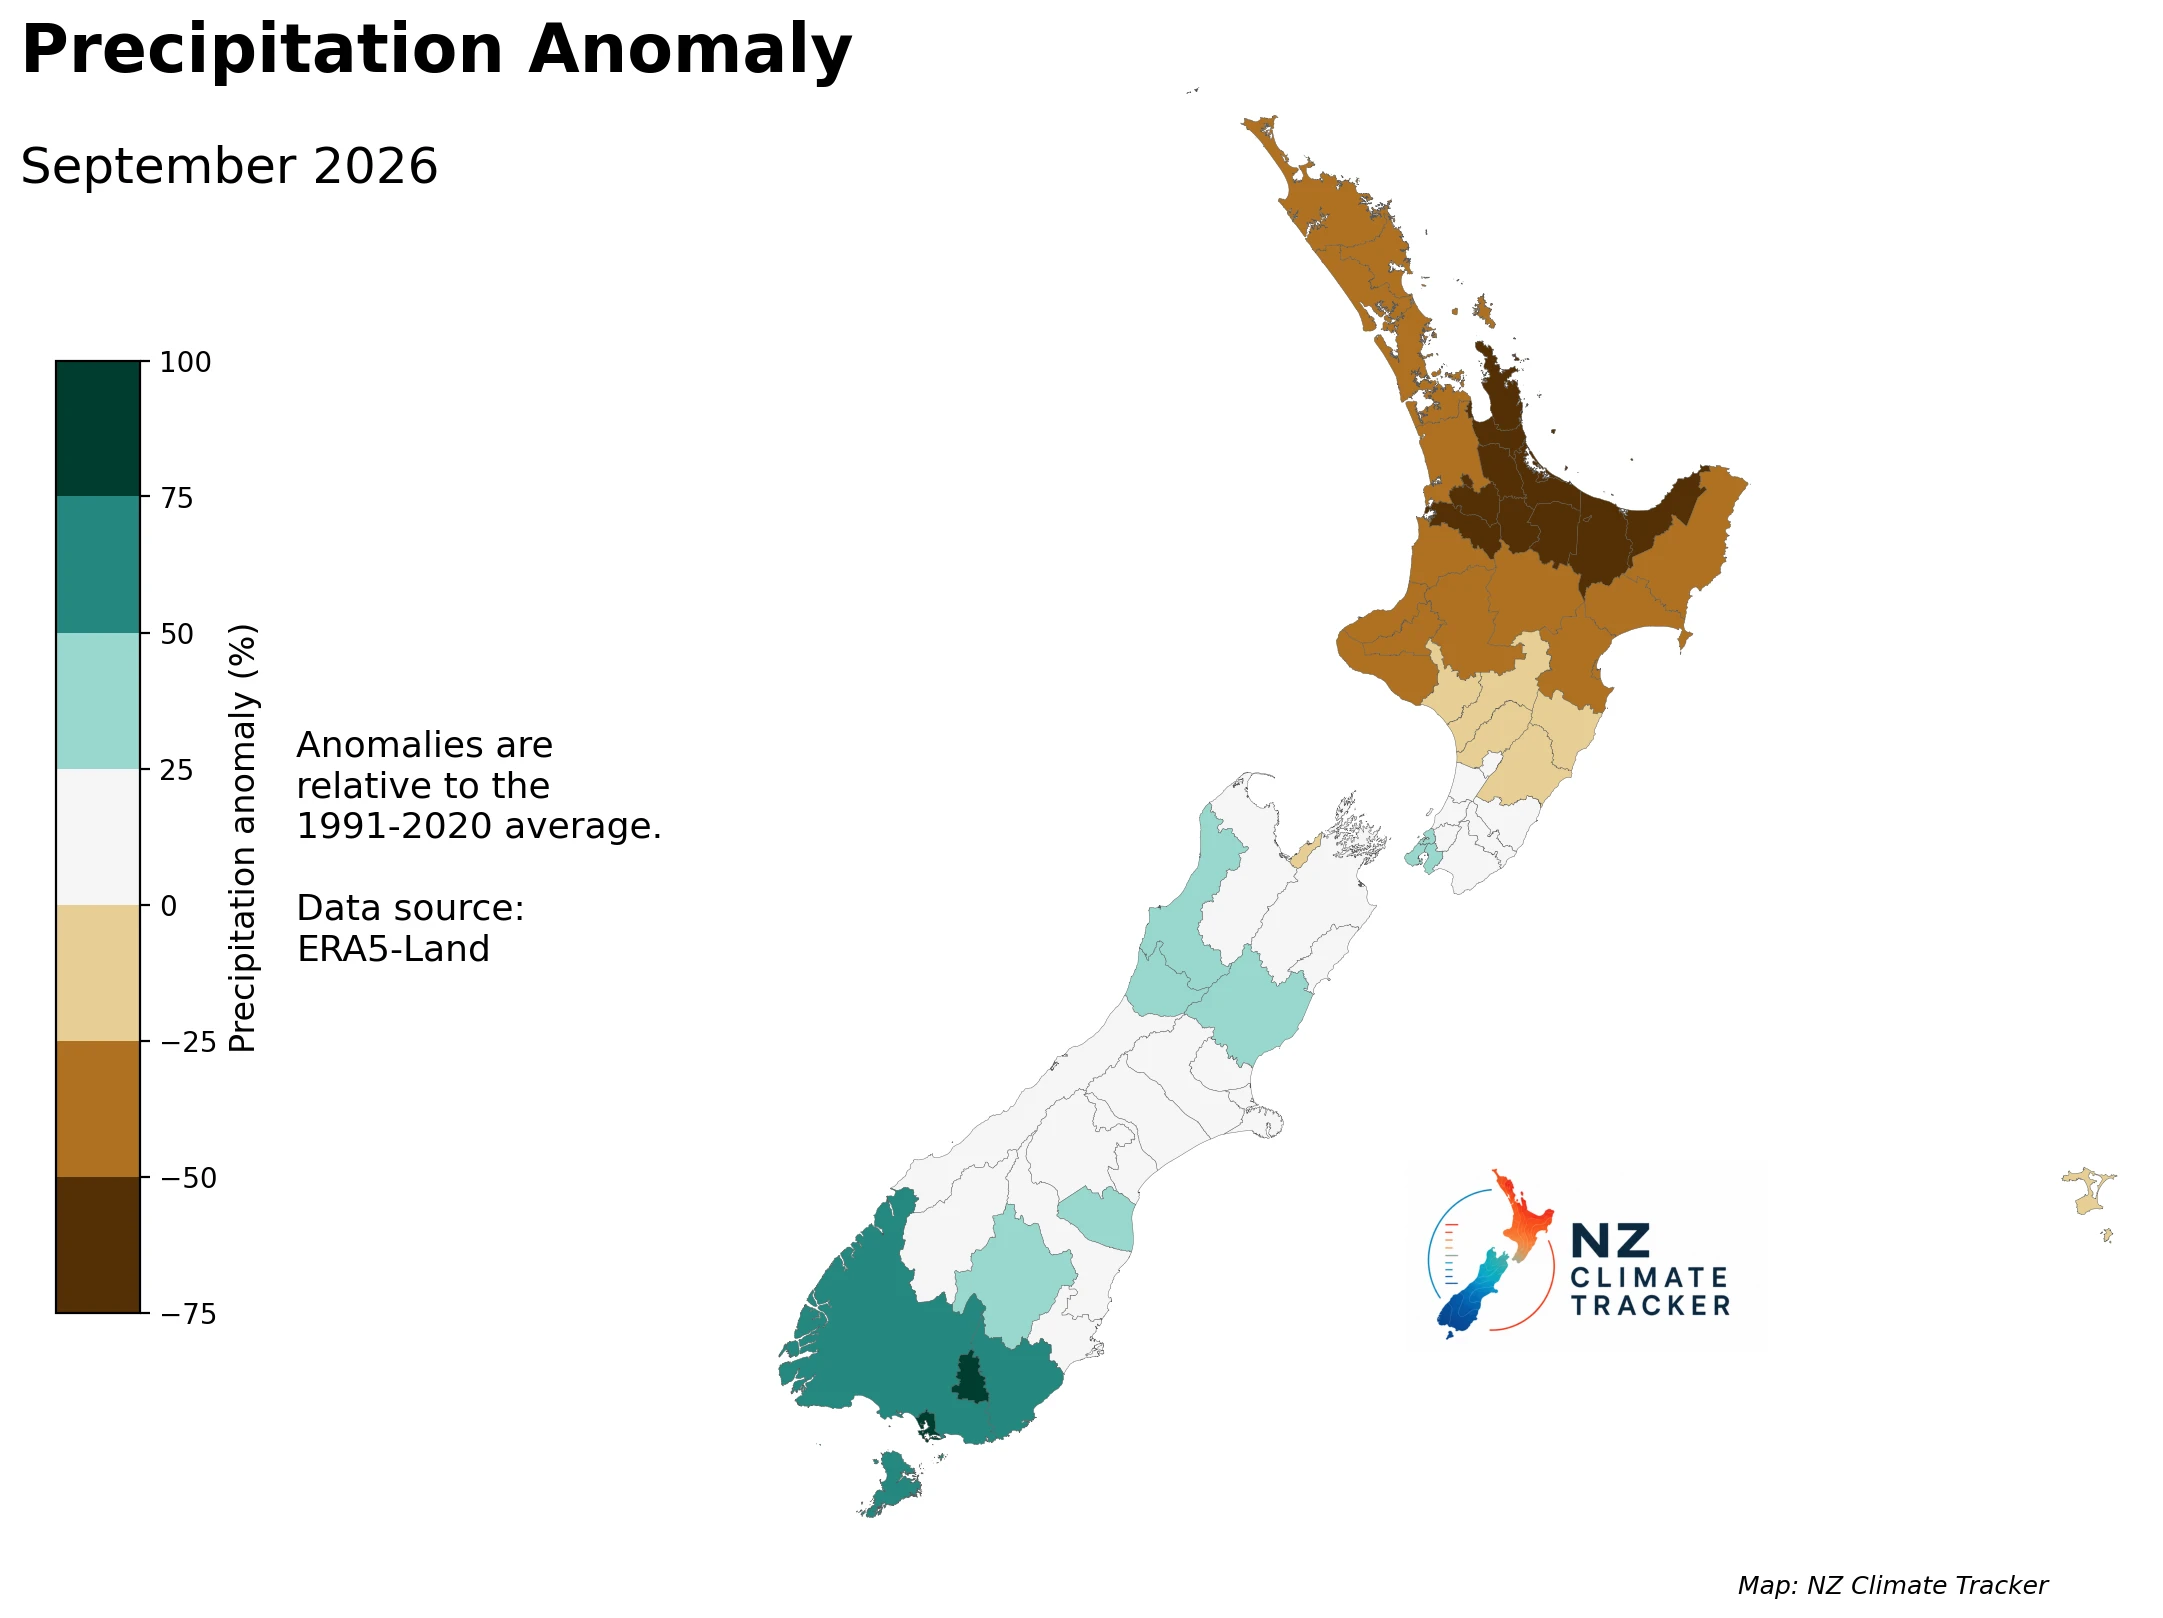 Precipitation Anomaly
September 2026
100
75
50
25
0
−25
−50
−75
Precipitation anomaly (%)
Anomalies are
relative to the
1991-2020 average.
Data source:
ERA5-Land
NZ
CLIMATE
TRACKER
Map: NZ Climate Tracker